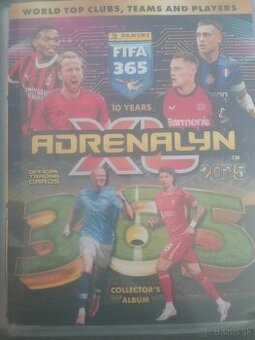 WORLD TOP CLUBS, TEAMS AND PLAYERS
PANINI
FIFA
365
10 YEARS
Barmenia
ADRENALYN
XL
TM
2025
OFFICIAL
TRADING
CARDS
365
COLLECTOR'S
ALBUM